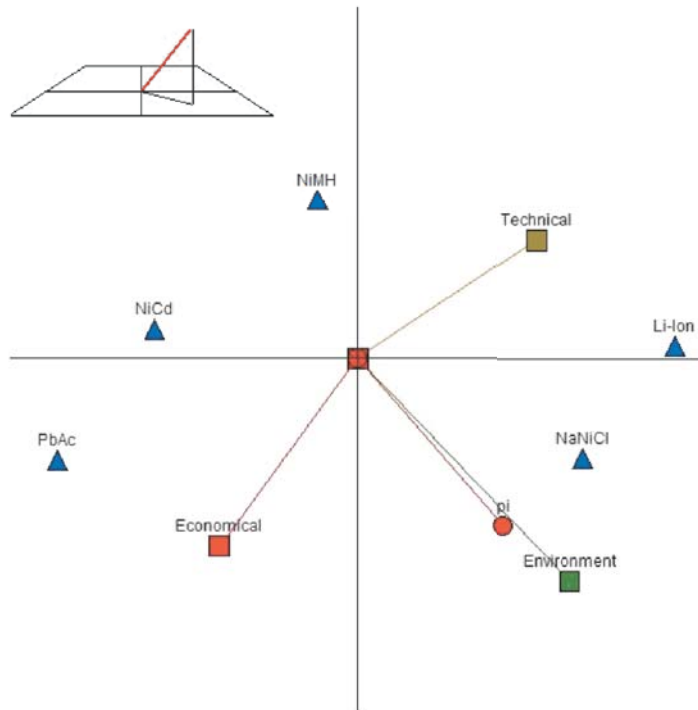 NiMH
Technical
NiCd
Li-Ion
PbAc
NaNiCl
pi
Economical
Environment